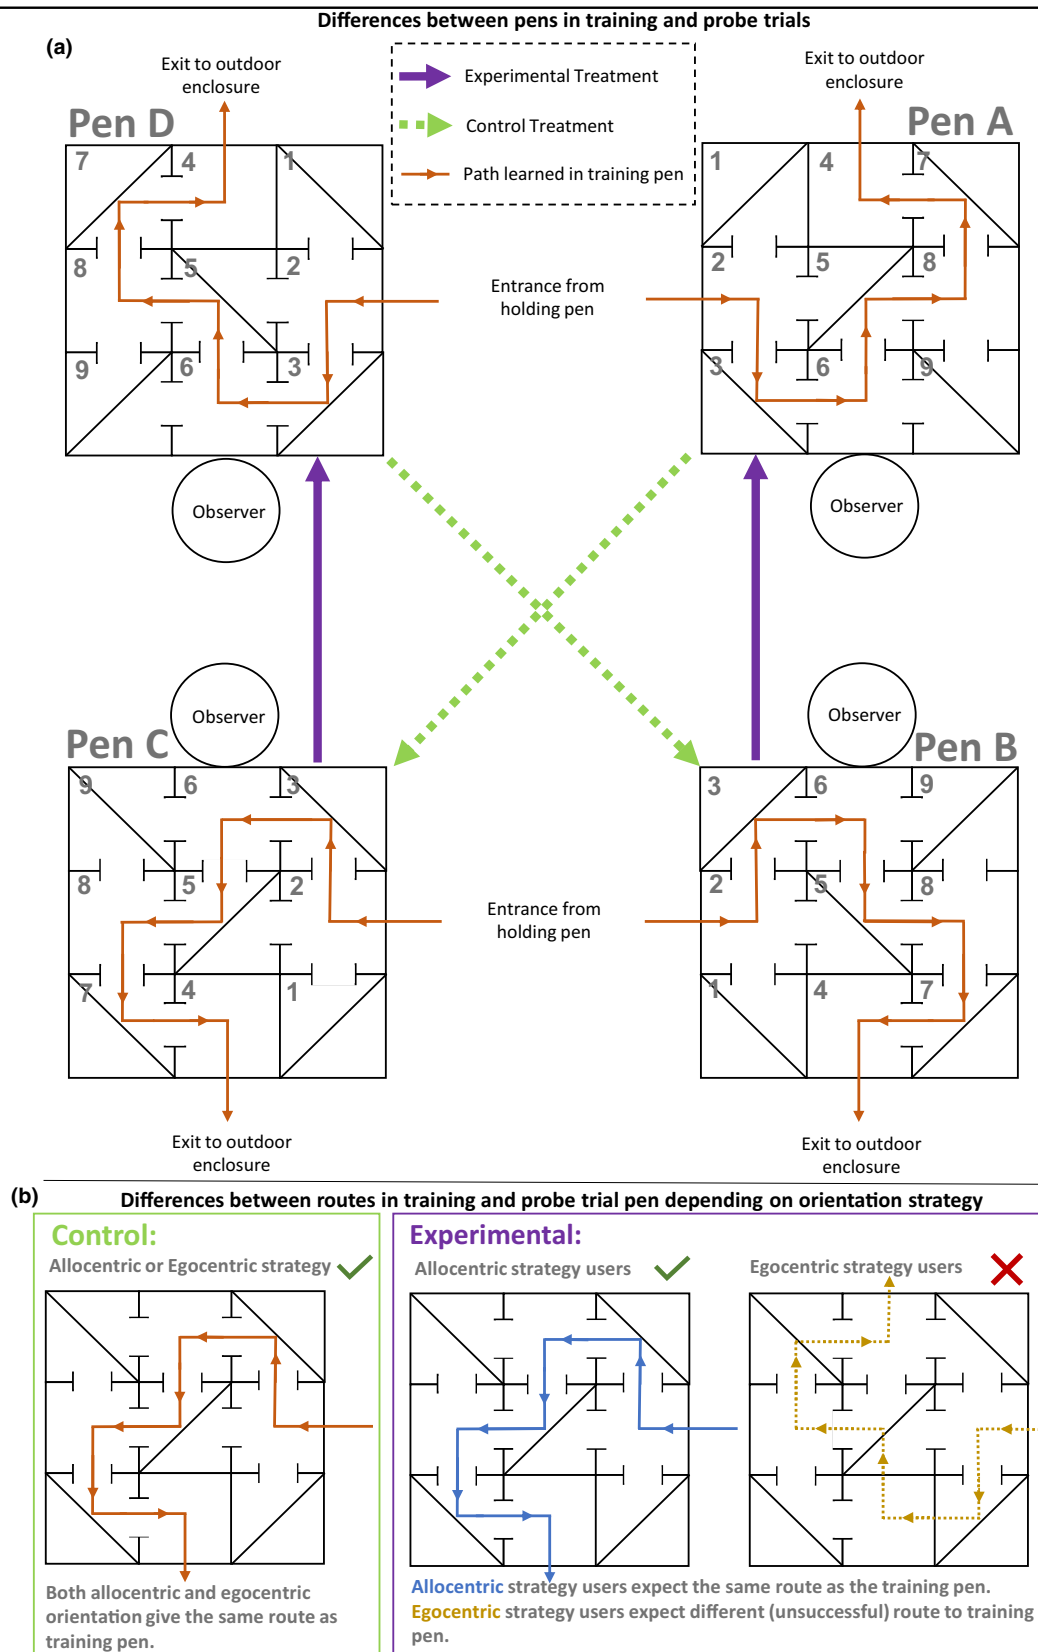 Differences between pens in training and probe trials
(a)
Exit to outdoor
enclosure
Experimental Treatment
Control Treatment
Path learned in training pen
Exit to outdoor
enclosure
Pen D
Pen A
7 4 1
8 5 2
9 6 3
1 4 7
2 5 8
3 6 9
Entrance from
holding pen
Observer
Observer
Observer
Observer
Pen C
Pen B
9 6 3
8 5 2
7 4 1
3 6 9
2 5 8
1 4 7
Entrance from
holding pen
Exit to outdoor
enclosure
Exit to outdoor
enclosure
(b)
Differences between routes in training and probe trial pen depending on orientation strategy
Control:
Allocentric or Egocentric strategy
Both allocentric and egocentric
orientation give the same route as
training pen.
Experimental:
Allocentric strategy users
Egocentric strategy users
Allocentric strategy users expect the same route as the training pen.
Egocentric strategy users expect different (unsuccessful) route to training
pen.